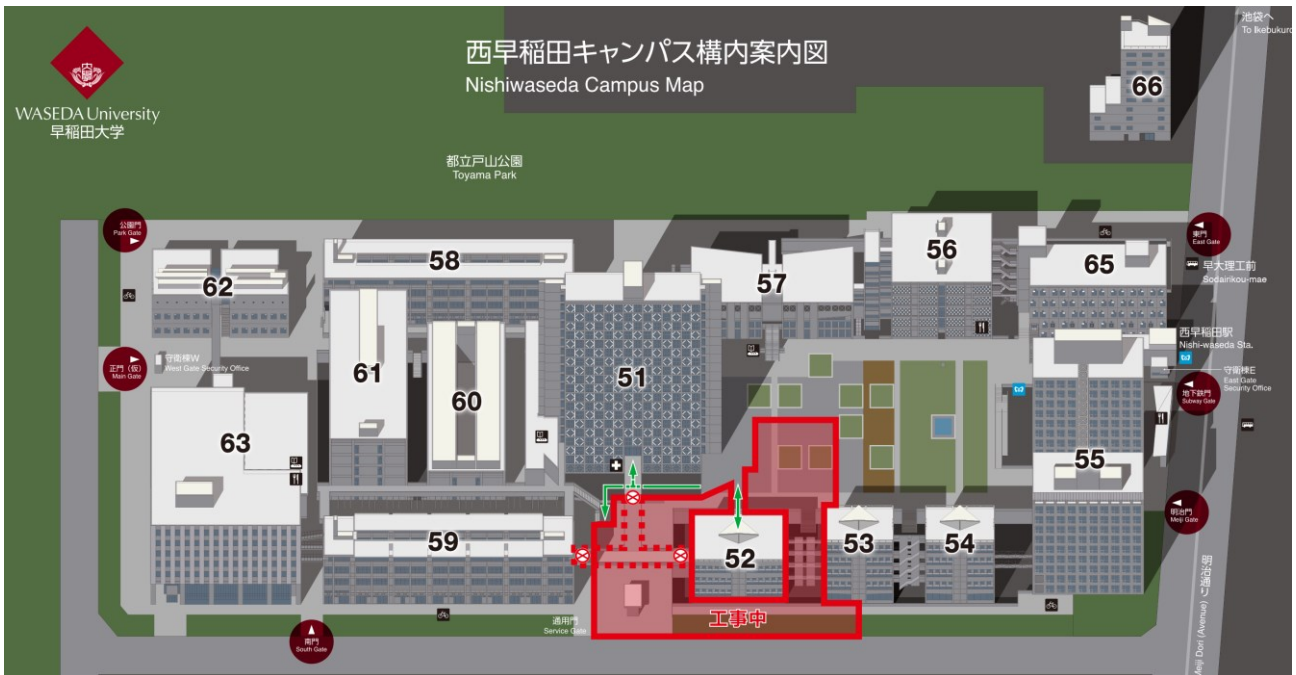 西早稲田キャンパス構内案内図
Nishiwaseda Campus Map
WASEDA University
早稲田大学
池袋へ
To Ikebukuro
66
都立戸山公園
Toyama Park
公園門
Park Gate
東門
East Gate
早大理工前
Sodairikou-mae
62
58
57
56
65
西早稲田駅
Nishi-waseda Sta.
守衛棟W
West Gate Security Office
正門(仮)
Main Gate
守衛棟E
East Gate
Security Office
地下鉄門
Subway Gate
61
60
51
63
55
明治門
Meiji Gate
59
52
53
54
明治通り
Meiji Dori (Avenue)
工事中
通用門
Service Gate
南門
South Gate